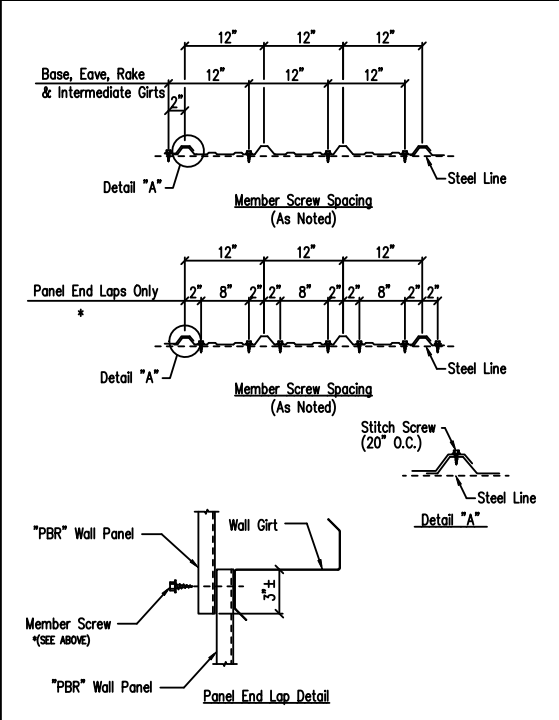 12" 12" 12"
Base, Eave, Rake
& Intermediate Girts
12" 12" 12"
2"
Detail "A"
Steel Line
Member Screw Spacing
(As Noted)
12" 12" 12"
Panel End Laps Only
*
2" 8" 2" 2" 8" 2" 2" 8" 2" 2"
Steel Line
Detail "A"
Member Screw Spacing
(As Noted)
Stitch Screw
(20" O.C.)
Steel Line
Detail "A"
Wall Girt
"PBR" Wall Panel
3"±
Member Screw
*(SEE ABOVE)
"PBR" Wall Panel
Panel End Lap Detail